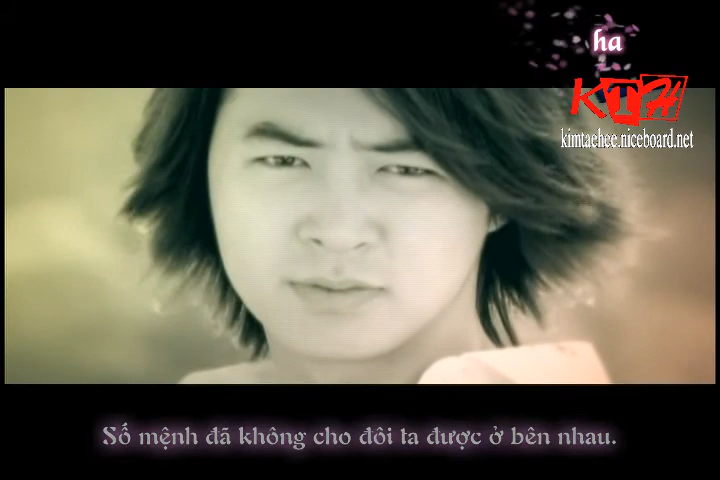 ha
KTH
kimtaehee.niceboard.net
Số mệnh đã không cho đôi ta được ở bên nhau.